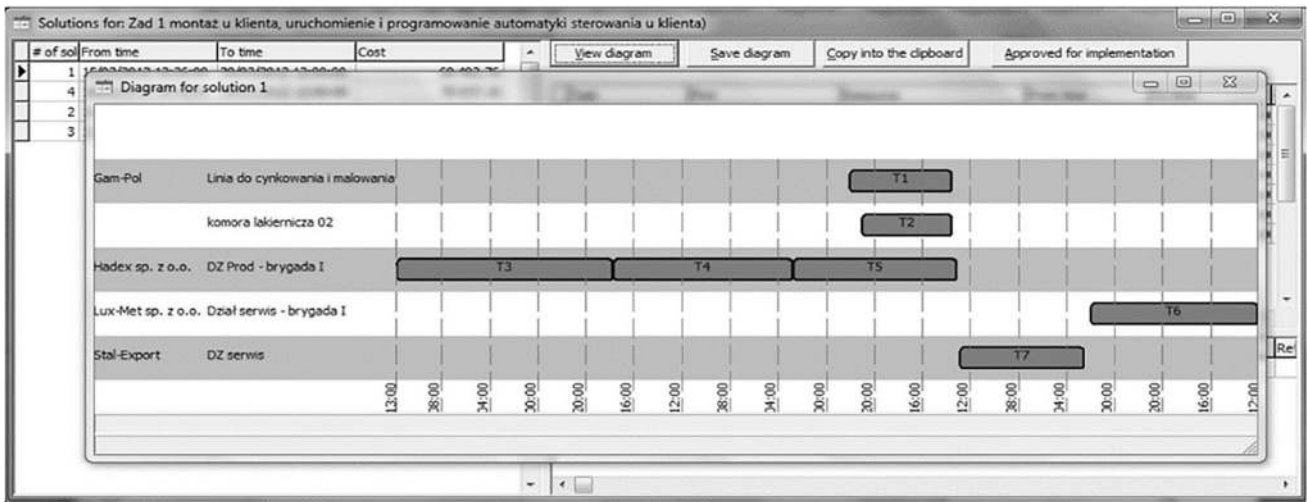 Solutions for: Zad 1 montaż u klienta, uruchomienie i programowanie automatyki sterowania u klienta)
# of sol From time To time Cost View diagram Save diagram Copy into the clipboard Approved for implementation
1
4 Diagram for solution 1
2
3
Gam-Pol Linia do cynkowania i malowania T1
komora lakiernicza 02 T2
Hadex sp. z o.o. DZ Prod - brygada I T3 T4 T5
Lux-Met sp. z o.o. Dział serwis - brygada I T6
Stal-Export DZ serwis T7
Re
13:00 08:00 04:00 00:00 20:00 16:00 12:00 08:00 04:00 00:00 20:00 16:00 12:00 08:00 04:00 00:00 20:00 16:00 12:00